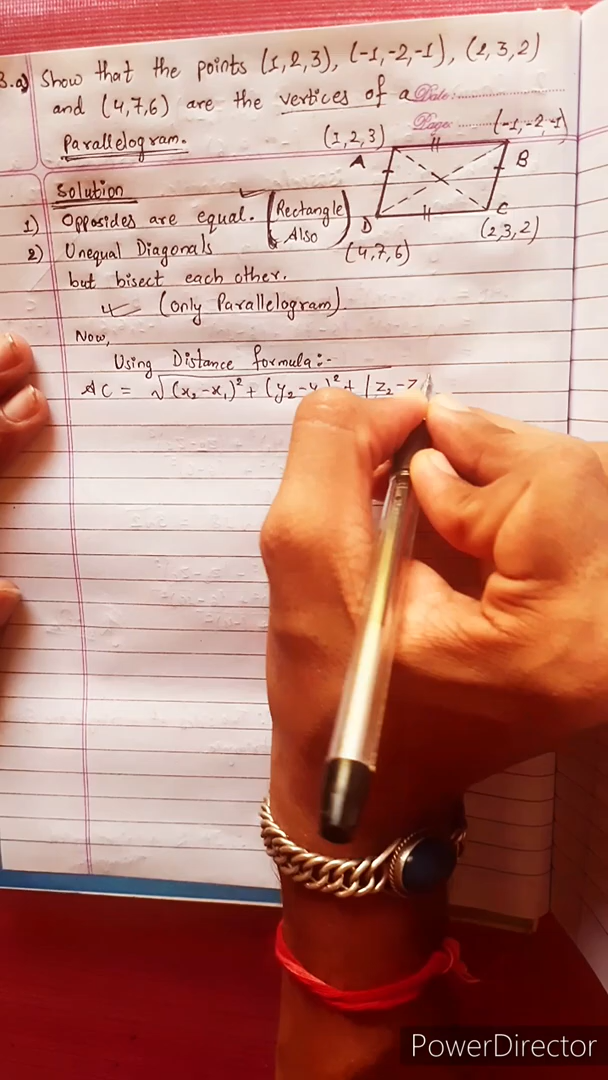 3.a) Show that the points (1,2,3), (-1,-2,-1), (2,3,2)
and (4,7,6) are the vertices of a
Parallelogram.
Date:
Page:
(1,2,3)
(-1,-2,-1)
A
B
D
C
(4,7,6)
(2,3,2)
Solution
1) Opposides are equal. (Rectangle Also)
2) Unequal Diagonals
but bisect each other.
(only Parallelogram)
Now,
Using Distance formula:-
AC = √(x₂-x₁)² + (y₂-y₁)² + (z₂-z
PowerDirector